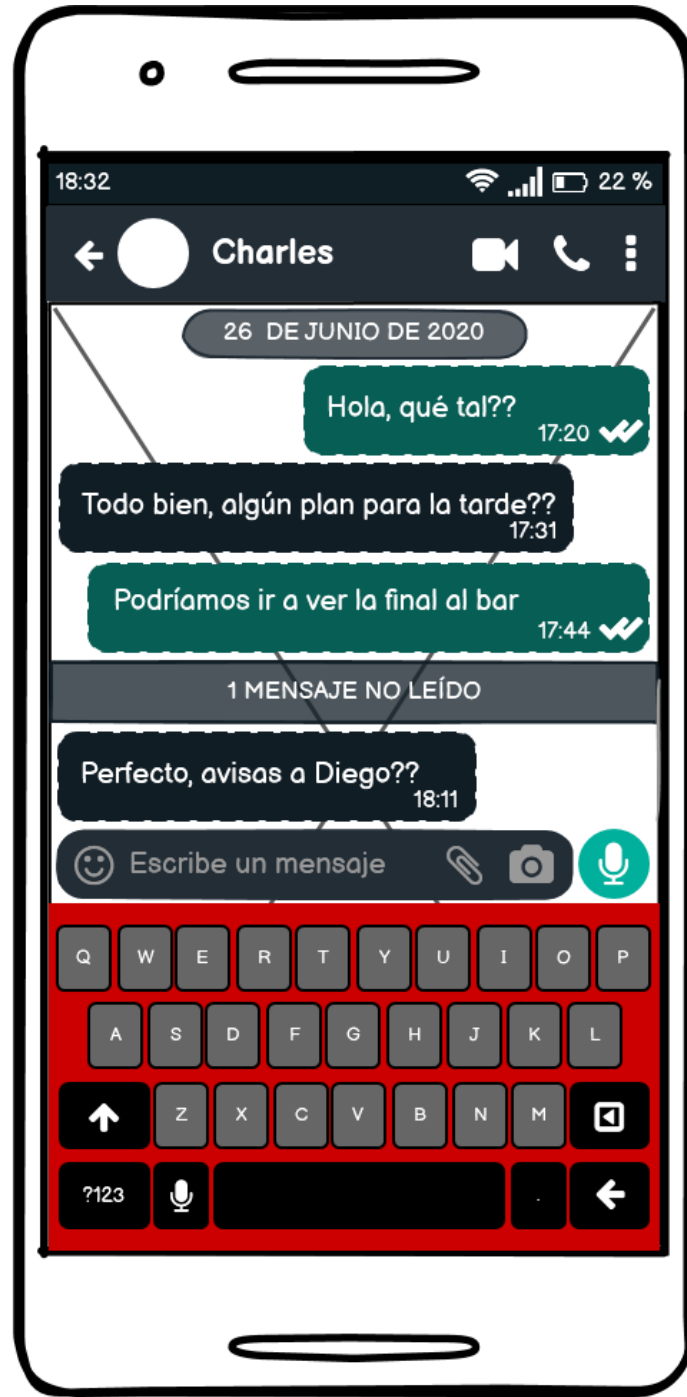 18:32 22 %
Charles
26 DE JUNIO DE 2020
Hola, qué tal??
17:20
Todo bien, algún plan para la tarde??
17:31
Podríamos ir a ver la final al bar
17:44
1 MENSAJE NO LEÍDO
Perfecto, avisas a Diego??
18:11
Escribe un mensaje
Q W E R T Y U I O P
A S D F G H J K L
Z X C V B N M
?123 .